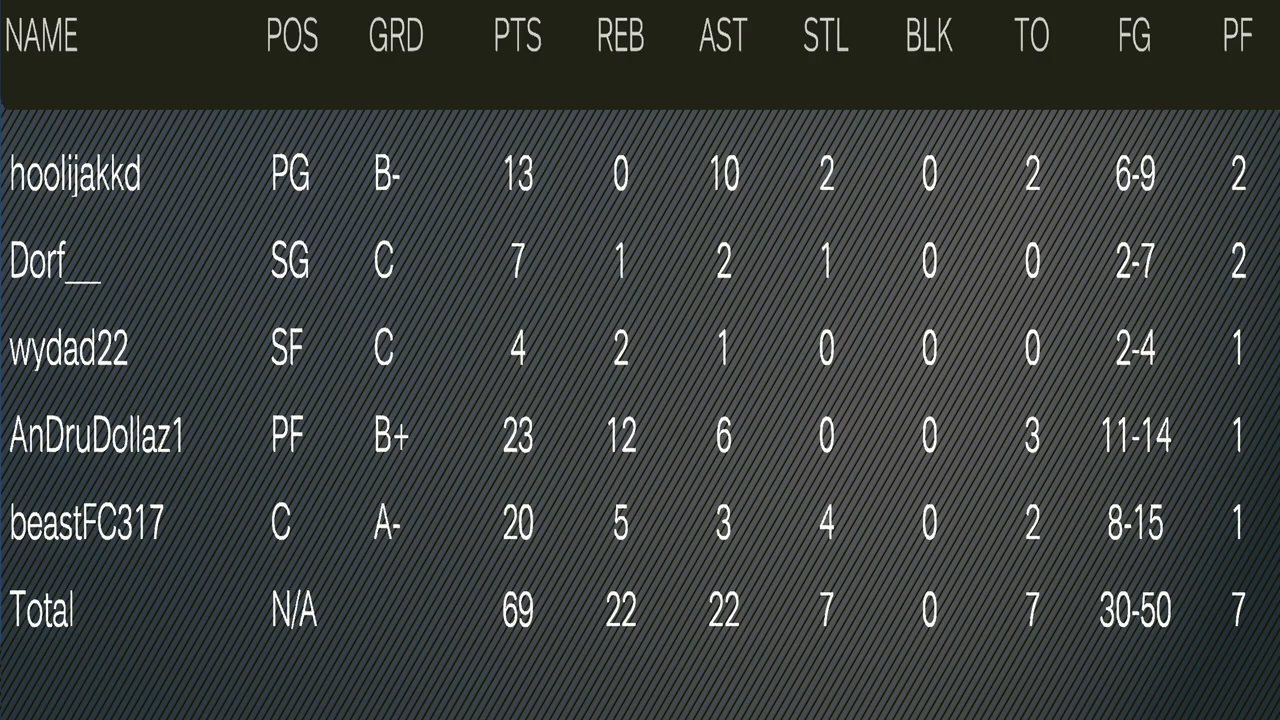 NAME POS GRD PTS REB AST STL BLK TO FG PF
hoolijakkd PG B- 13 0 10 2 0 2 6-9 2
Dorf__ SG C 7 1 2 1 0 0 2-7 2
wydad22 SF C 4 2 1 0 0 0 2-4 1
AnDruDollaz1 PF B+ 23 12 6 0 0 3 11-14 1
beastFC317 C A- 20 5 3 4 0 2 8-15 1
Total N/A 69 22 22 7 0 7 30-50 7